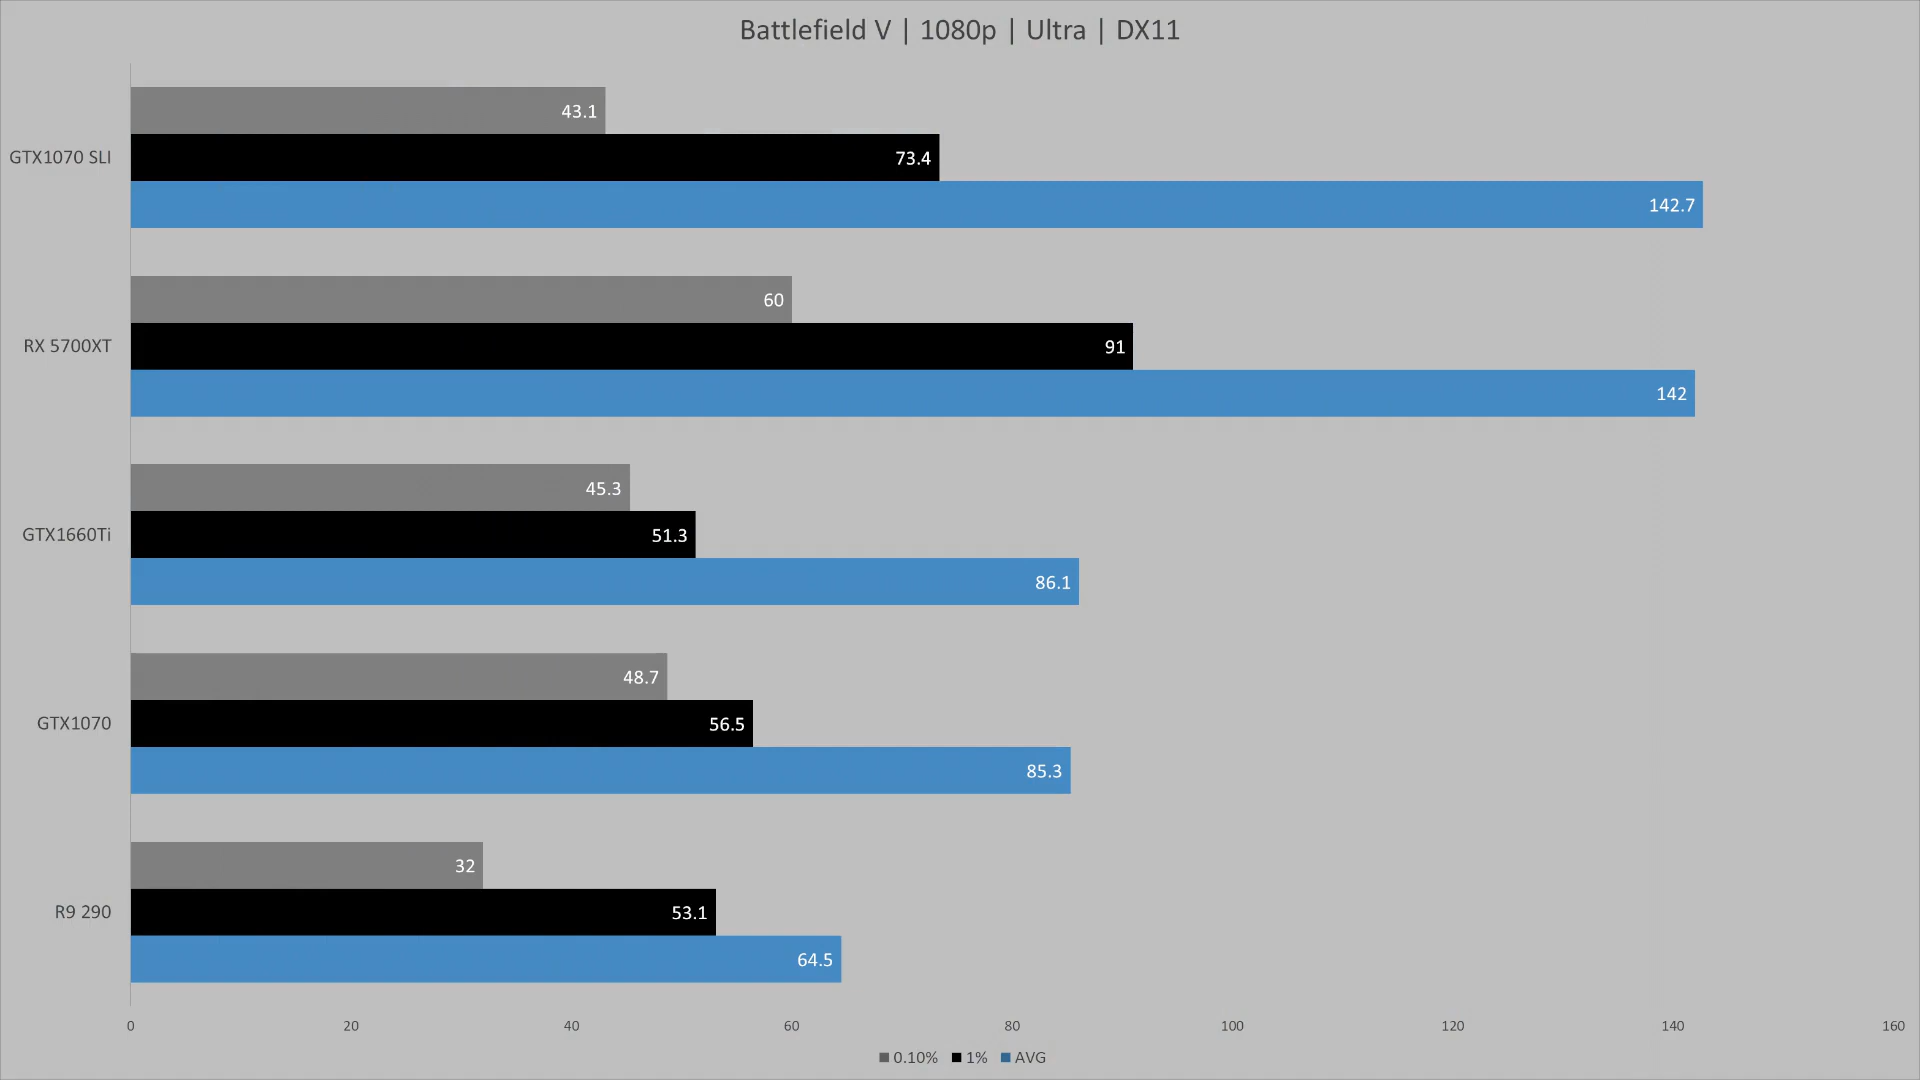 Battlefield V | 1080p | Ultra | DX11
43.1
GTX1070 SLI
73.4
142.7
60
RX 5700XT
91
142
45.3
GTX1660Ti
51.3
86.1
48.7
GTX1070
56.5
85.3
32
R9 290
53.1
64.5
0 20 40 60 80 100 120 140 160
0.10% 1% AVG